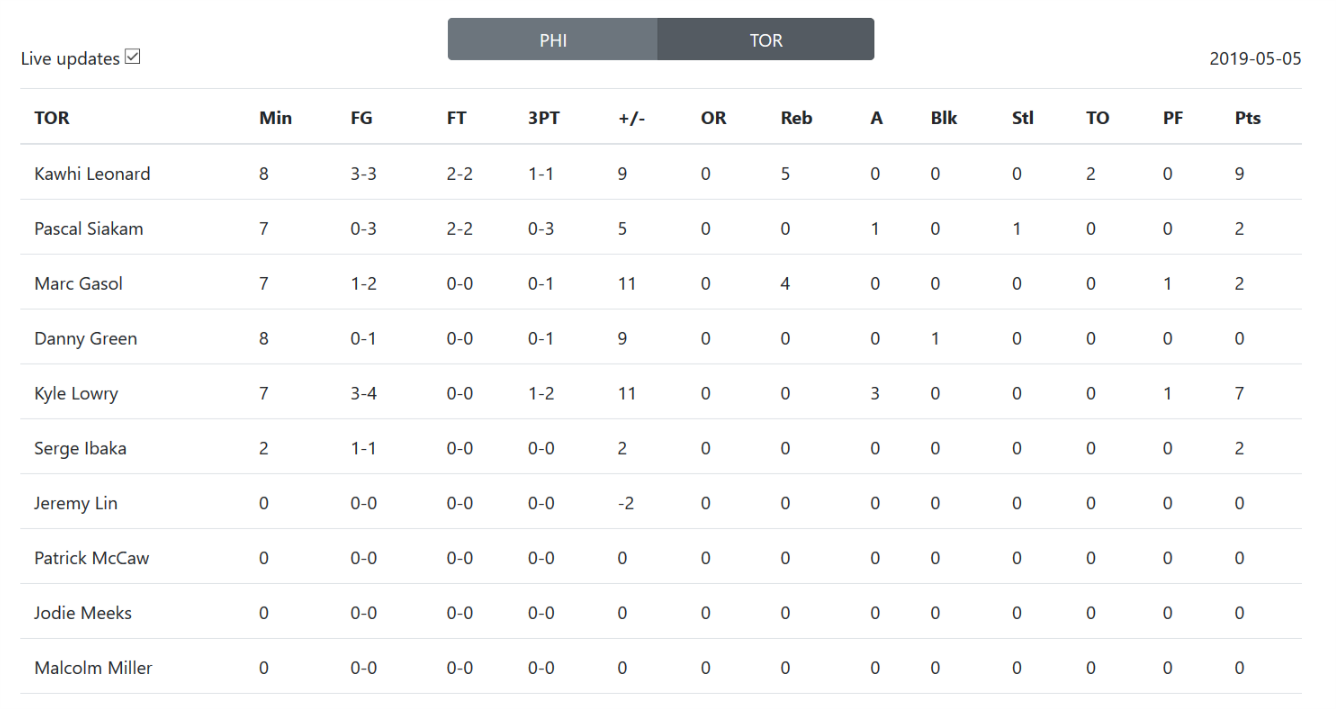 PHI TOR
Live updates 2019-05-05
TOR Min FG FT 3PT +/- OR Reb A Blk Stl TO PF Pts
Kawhi Leonard 8 3-3 2-2 1-1 9 0 5 0 0 0 2 0 9
Pascal Siakam 7 0-3 2-2 0-3 5 0 0 1 0 1 0 0 2
Marc Gasol 7 1-2 0-0 0-1 11 0 4 0 0 0 0 1 2
Danny Green 8 0-1 0-0 0-1 9 0 0 0 1 0 0 0 0
Kyle Lowry 7 3-4 0-0 1-2 11 0 0 3 0 0 0 1 7
Serge Ibaka 2 1-1 0-0 0-0 2 0 0 0 0 0 0 0 2
Jeremy Lin 0 0-0 0-0 0-0 -2 0 0 0 0 0 0 0 0
Patrick McCaw 0 0-0 0-0 0-0 0 0 0 0 0 0 0 0 0
Jodie Meeks 0 0-0 0-0 0-0 0 0 0 0 0 0 0 0 0
Malcolm Miller 0 0-0 0-0 0-0 0 0 0 0 0 0 0 0 0